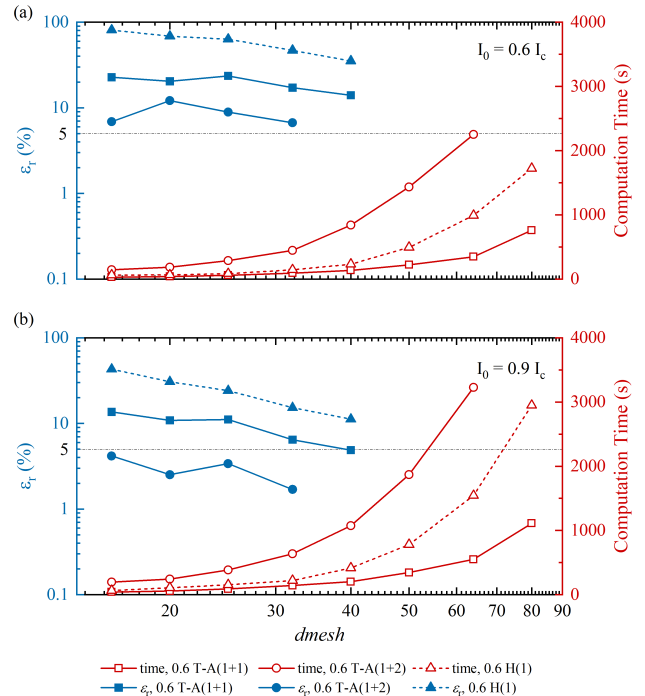 (a)
I₀ = 0.6 I_c
100
10
5
1
0.1
εᵣ (%)
4000
3000
2000
1000
0
Computation Time (s)
(b)
I₀ = 0.9 I_c
100
10
5
1
0.1
εᵣ (%)
4000
3000
2000
1000
0
Computation Time (s)
20 30 40 50 60 70 80 90
dmesh
time, 0.6 T-A(1+1) time, 0.6 T-A(1+2) time, 0.6 H(1)
εᵣ, 0.6 T-A(1+1) εᵣ, 0.6 T-A(1+2) εᵣ, 0.6 H(1)